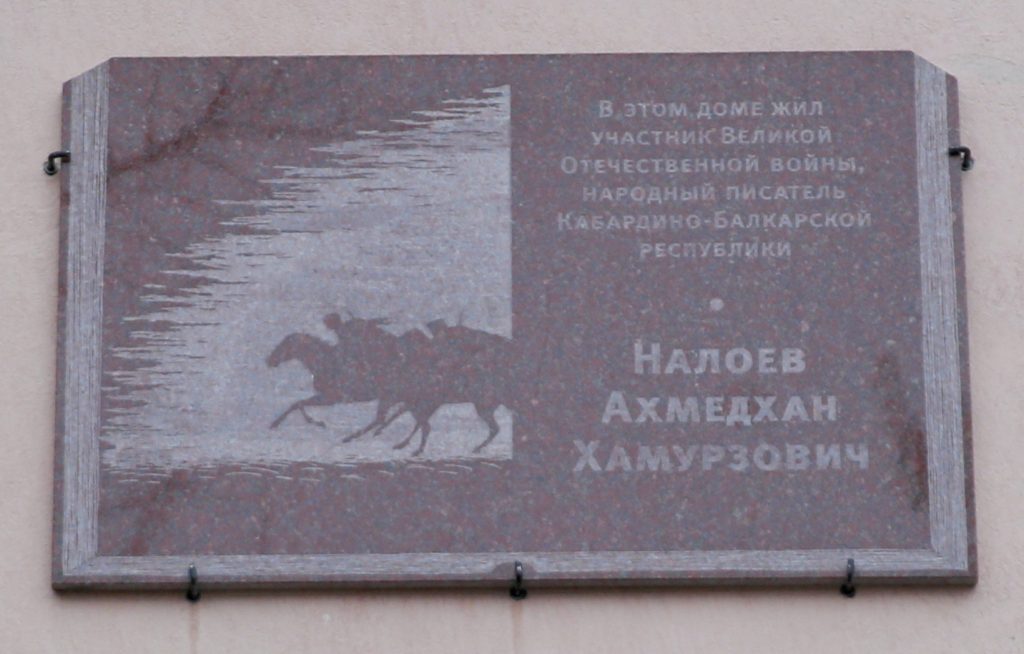 В этом доме жил
участник Великой
Отечественной войны,
народный писатель
Кабардино-Балкарской
республики
Налоев
Ахмедхан
Хамурзович